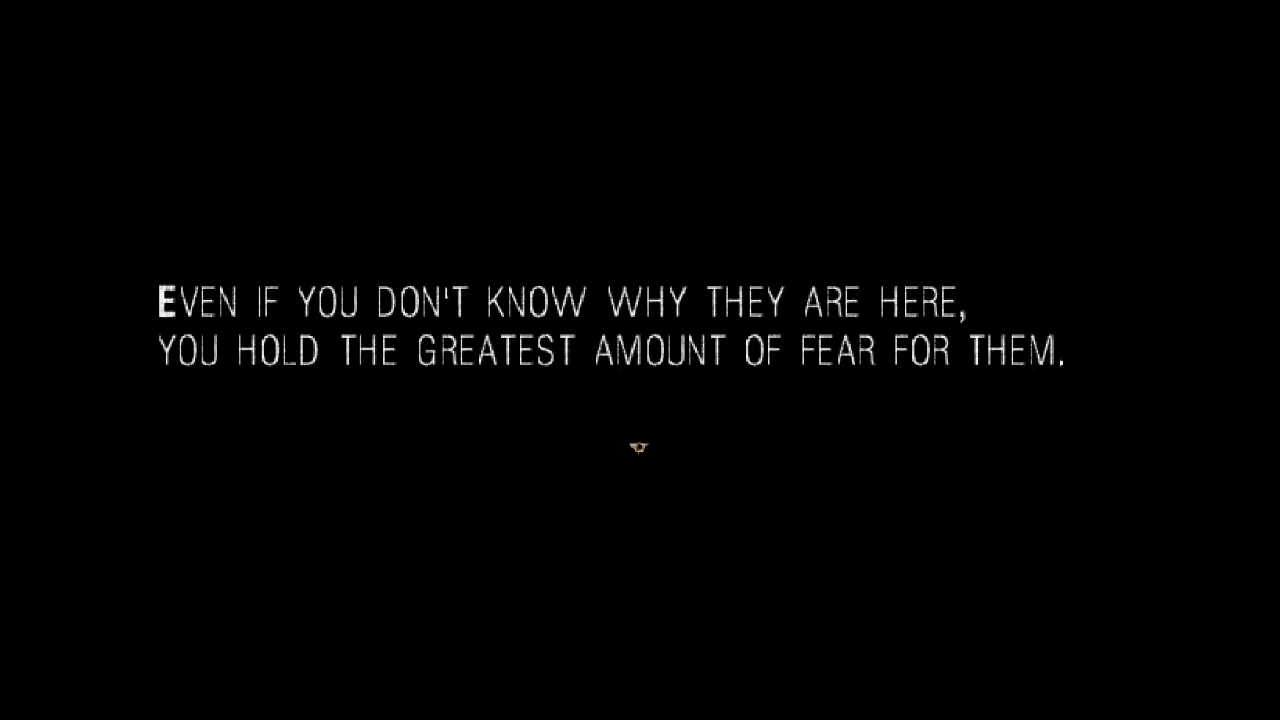 EVEN IF YOU DON'T KNOW WHY THEY ARE HERE,
YOU HOLD THE GREATEST AMOUNT OF FEAR FOR THEM.